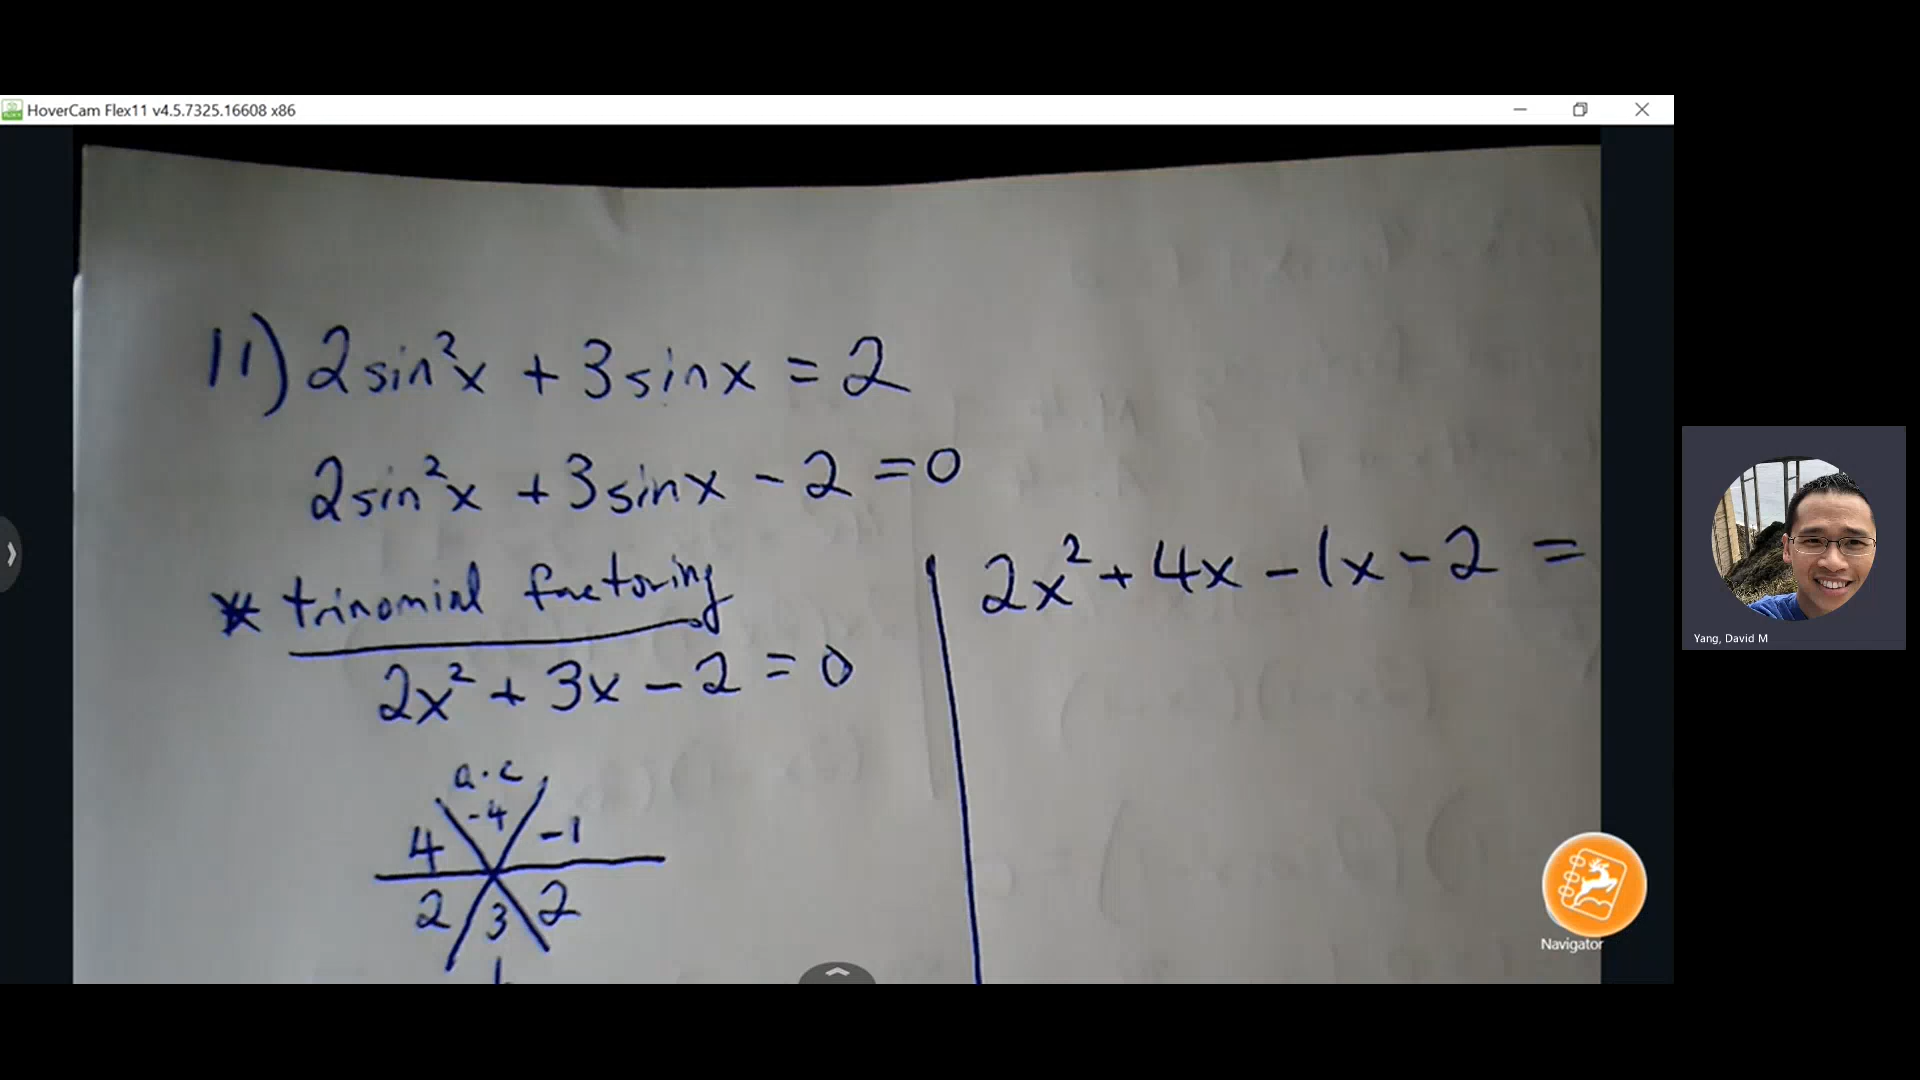 HoverCam Flex11 v4.5.7325.16608 x86
11) 2sin²x + 3sinx = 2
2sin²x + 3sinx - 2 = 0
* trinomial factoring
2x² + 3x - 2 = 0
a·c
-4
4 -1
2 3 2
2x² + 4x - 1x - 2 =
Navigator
Yang, David M